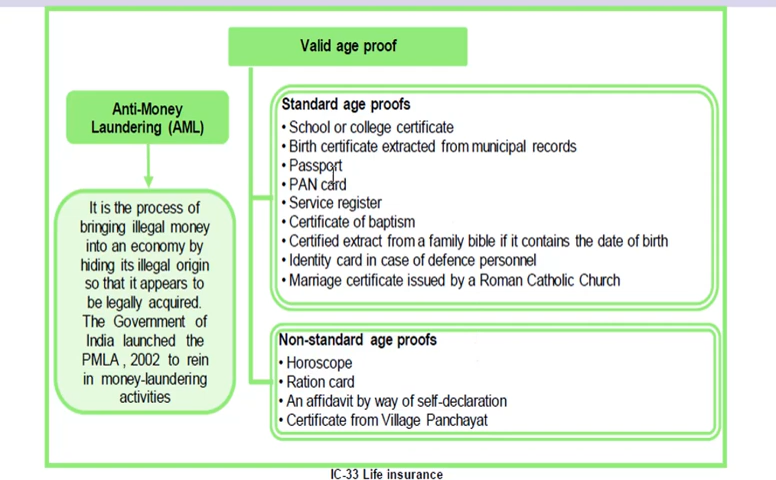 Valid age proof
Anti-Money
Laundering (AML)
It is the process of
bringing illegal money
into an economy by
hiding its illegal origin
so that it appears to
be legally acquired.
The Government of
India launched the
PMLA , 2002 to rein
in money-laundering
activities
Standard age proofs
• School or college certificate
• Birth certificate extracted from municipal records
• Passport
• PAN card
• Service register
• Certificate of baptism
• Certified extract from a family bible if it contains the date of birth
• Identity card in case of defence personnel
• Marriage certificate issued by a Roman Catholic Church
Non-standard age proofs
• Horoscope
• Ration card
• An affidavit by way of self-declaration
• Certificate from Village Panchayat
IC-33 Life insurance